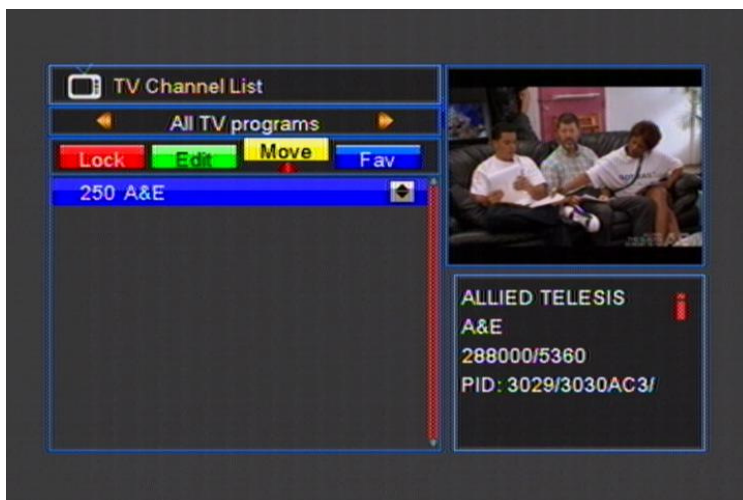 TV Channel List
All TV programs
Lock Edit Move Fav
250 A&E
ALLIED TELESIS
A&E
288000/5360
PID: 3029/3030AC3/